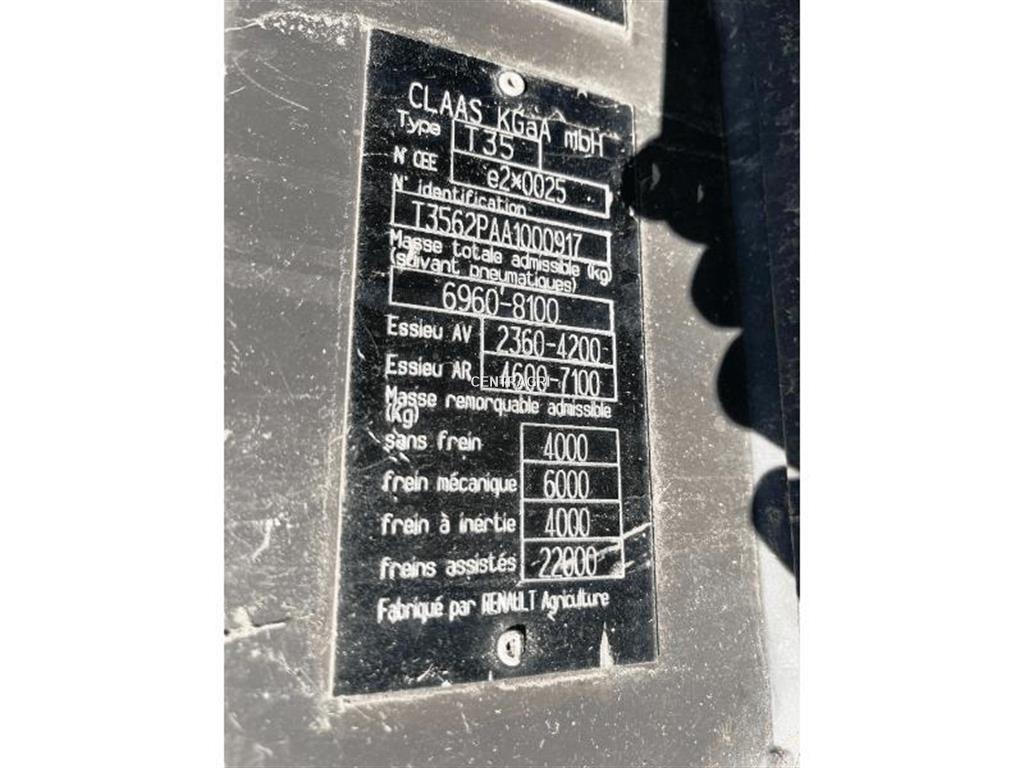 CLAAS KGaA mbH
Type T35
N° CEE e2*0025
N° identification
T3562PAA1000917
Masse totale admissible (kg)
(suivant pneumatiques)
6960-8100
Essieu AV 2360-4200
Essieu AR 4600-7100
CENTRAGRI
Masse remorquable admissible
(Kg)
sans frein 4000
frein mécanique 6000
frein à inertie 4000
freins assistés 22000
Fabriqué par RENAULT Agriculture